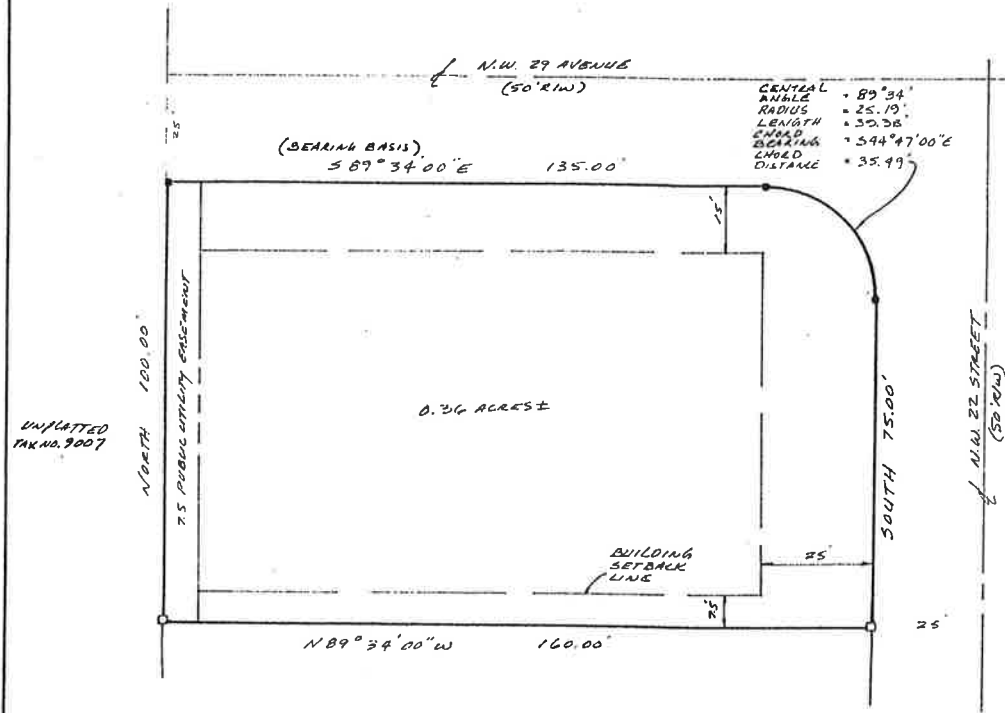 N.W. 29 AVENUE
(50' R/W)
25'
CENTRAL
ANGLE = 89°34'
RADIUS = 25.19'
LENGTH = 39.38'
CHORD
BEARING = S44°47'00"E
CHORD
DISTANCE = 35.49'
(BEARING BASIS)
S 89°34'00"E 135.00'
15'
NORTH 100.00'
7.5 PUBLIC UTILITY EASEMENT
UNPLATTED
TAX NO. 9007
0.36 ACRES±
SOUTH 75.00'
N.W. 22 STREET
(50' R/W)
BUILDING
SETBACK
LINE
25'
7.5'
25'
N 89°34'00"W 160.00'